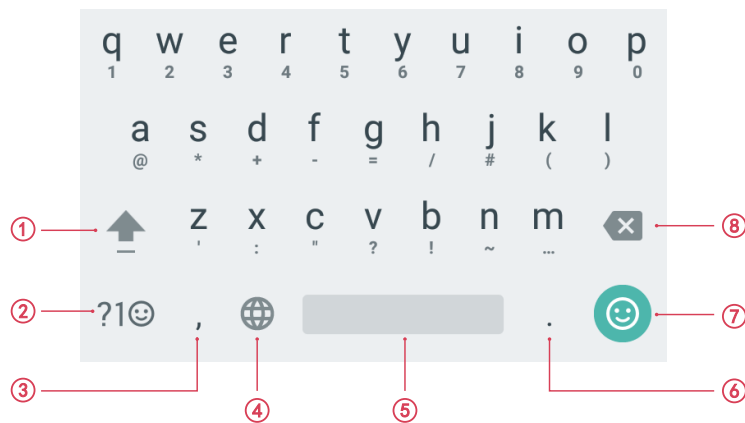 q w e r t y u i o p
1 2 3 4 5 6 7 8 9 0
a s d f g h j k l
@ * + - = / # ( )
① z x c v b n m ⑧
' : " ? ! ~ …
② ?1☺ , . ⑦
③ ④ ⑤ ⑥